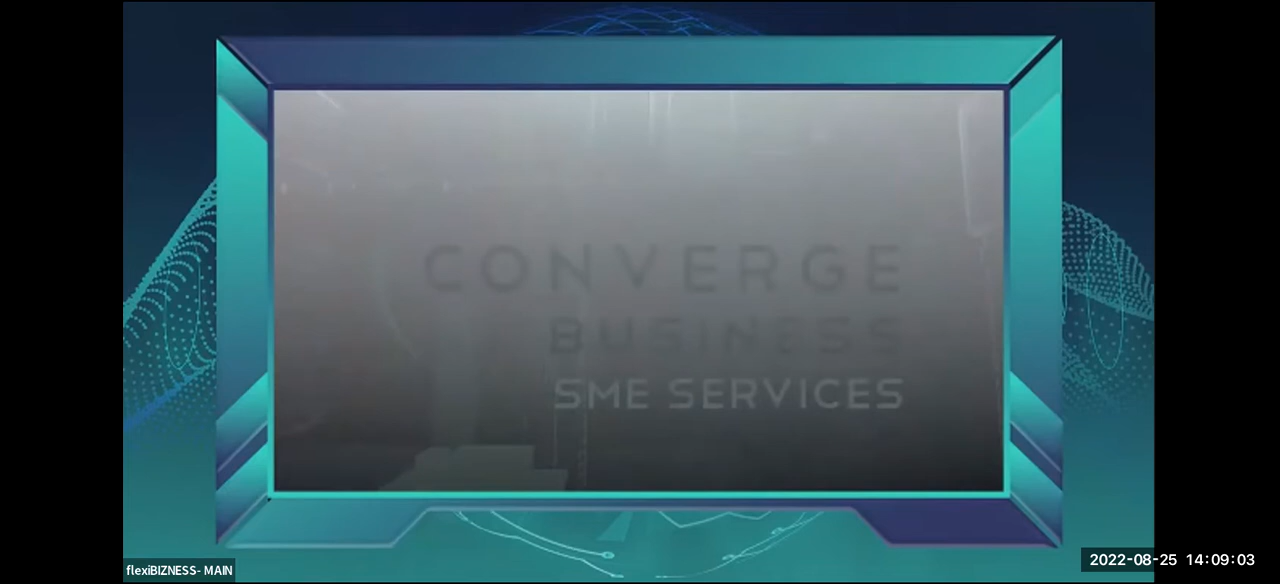 CONVERGE
BUSINESS
SME SERVICES
flexiBIZNESS- MAIN
2022-08-25 14:09:03